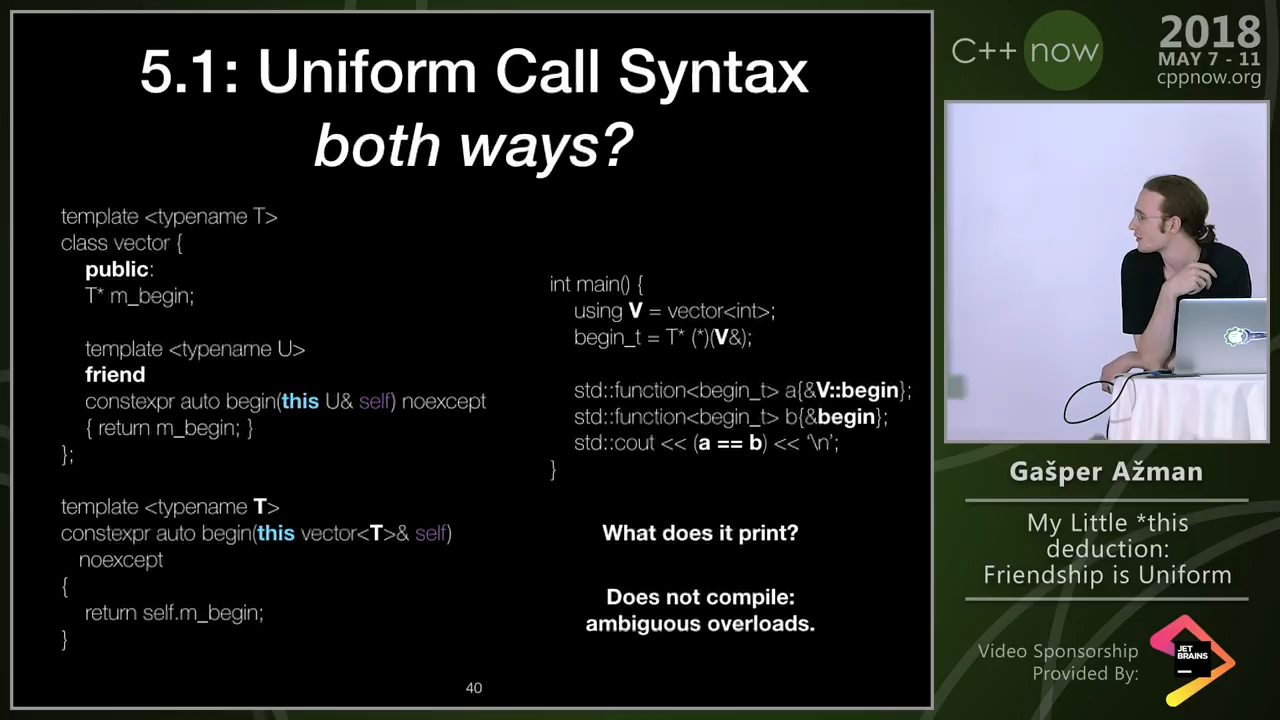 5.1: Uniform Call Syntax
both ways?
template <typename T>
class vector {
public:
T* m_begin;
template <typename U>
friend
constexpr auto begin(this U& self) noexcept
{ return m_begin; }
};
template <typename T>
constexpr auto begin(this vector<T>& self)
noexcept
{
return self.m_begin;
}
int main() {
using V = vector<int>;
begin_t = T* (*)(V&);
std::function<begin_t> a{&V::begin};
std::function<begin_t> b{&begin};
std::cout << (a == b) << '\n';
}
What does it print?
Does not compile:
ambiguous overloads.
40
C++ now
2018
MAY 7 - 11
cppnow.org
Gašper Ažman
My Little *this
deduction:
Friendship is Uniform
Video Sponsorship
Provided By:
JET
BRAINS